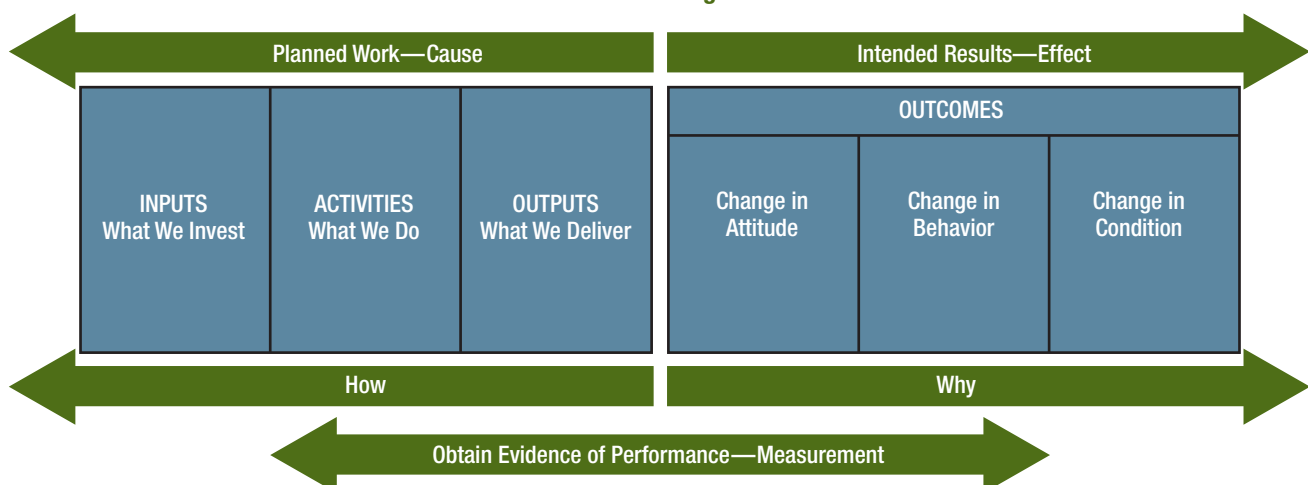 Planned Work—Cause
Intended Results—Effect
OUTCOMES
INPUTS
What We Invest
ACTIVITIES
What We Do
OUTPUTS
What We Deliver
Change in
Attitude
Change in
Behavior
Change in
Condition
How
Why
Obtain Evidence of Performance—Measurement